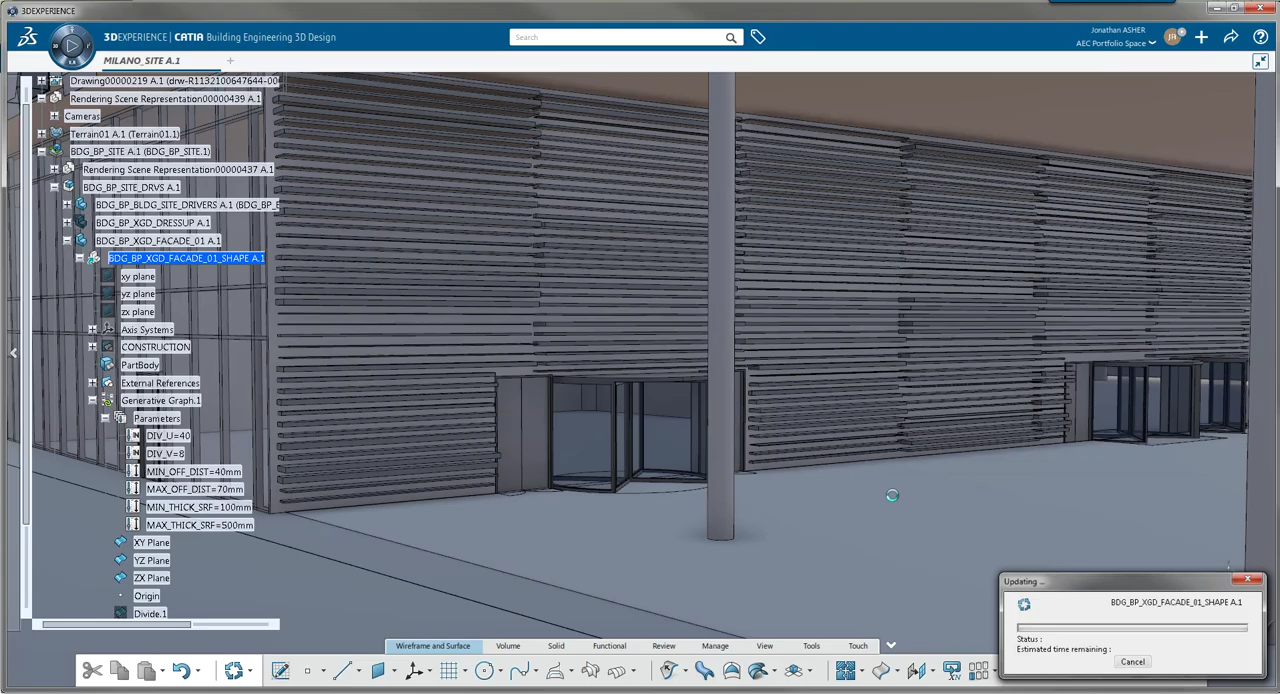 3DEXPERIENCE
3DEXPERIENCE | CATIA Building Engineering 3D Design
Search
Jonathan ASHER
AEC Portfolio Space
MILANO_SITE A.1
Drawing00000219 A.1 (drw-R1132100647644-00
Rendering Scene Representation00000439 A.1
Cameras
Terrain01 A.1 (Terrain01.1)
BDG_BP_SITE A.1 (BDG_BP_SITE.1)
Rendering Scene Representation00000437 A.1
BDG_BP_SITE_DRVS A.1
BDG_BP_BLDG_SITE_DRIVERS A.1 (BDG_BP_E
BDG_BP_XGD_DRESSUP A.1
BDG_BP_XGD_FACADE_01 A.1
BDG_BP_XGD_FACADE_01_SHAPE A.1
xy plane
yz plane
zx plane
Axis Systems
CONSTRUCTION
PartBody
External References
Generative Graph.1
Parameters
DIV_U=40
DIV_V=8
MIN_OFF_DIST=40mm
MAX_OFF_DIST=70mm
MIN_THICK_SRF=100mm
MAX_THICK_SRF=500mm
XY Plane
YZ Plane
ZX Plane
Origin
Divide.1
Updating ...
BDG_BP_XGD_FACADE_01_SHAPE A.1
Status :
Estimated time remaining :
Cancel
Wireframe and Surface Volume Solid Functional Review Manage View Tools Touch